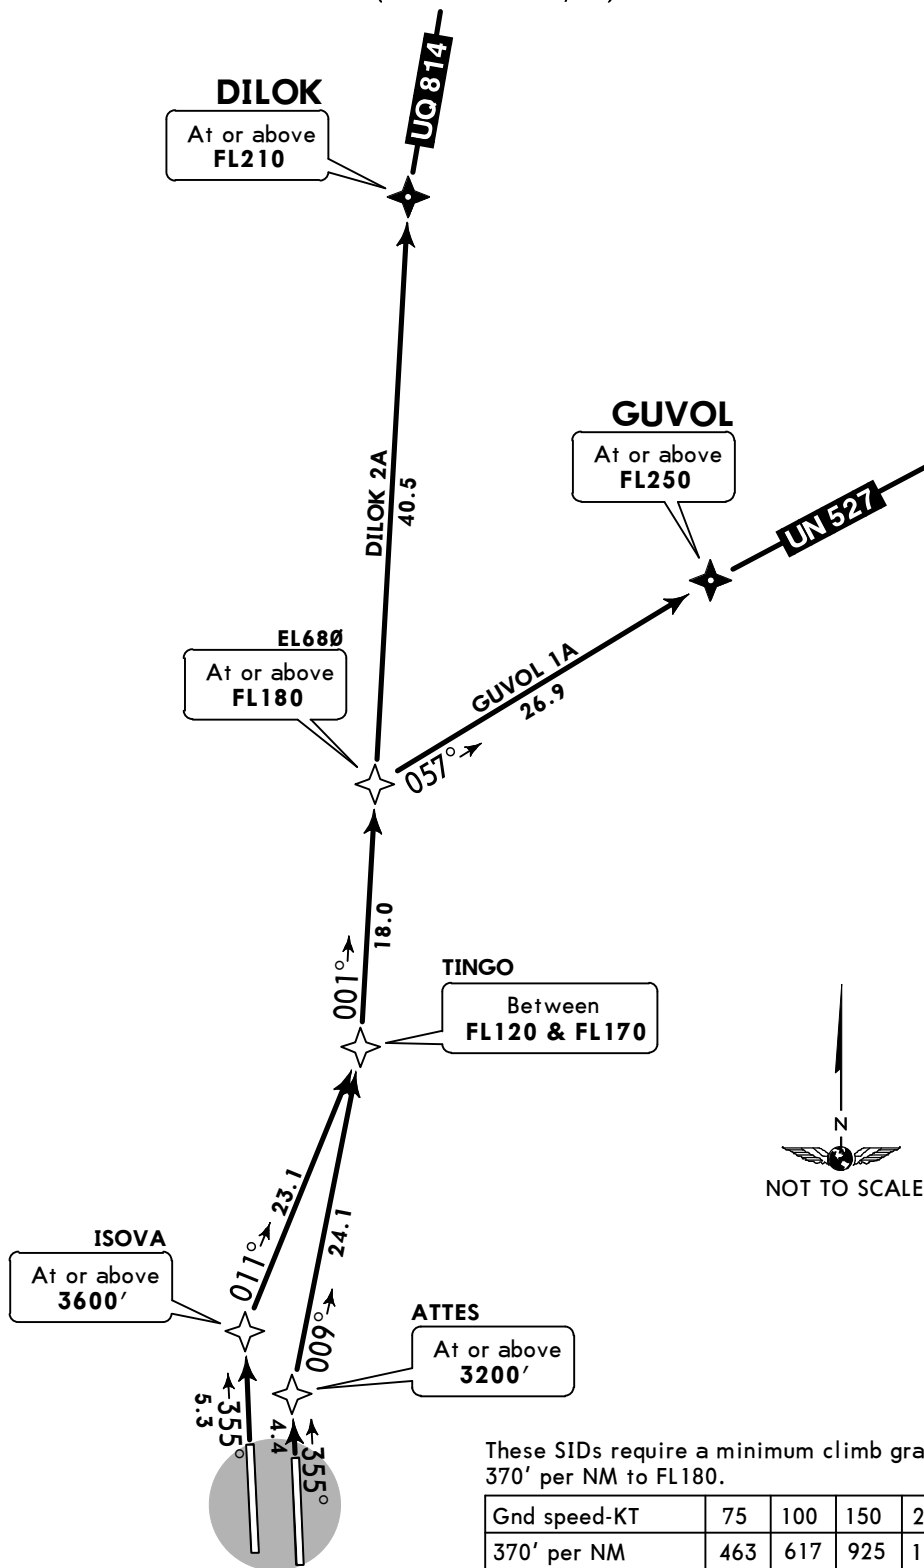 UQ 814
DILOK
At or above
FL210
GUVOL
At or above
FL250
UN 527
DILOK 2A
40.5
EL68Ø
At or above
FL180
GUVOL 1A
26.9
057°
18.0
001°
TINGO
Between
FL120 & FL170
N
NOT TO SCALE
23.1
011°
24.1
009°
ISOVA
At or above
3600'
ATTES
At or above
3200'
355°
5.3
355°
4.4
These SIDs require a minimum climb gra
370' per NM to FL180.
Gnd speed-KT 75 100 150 2
370' per NM 463 617 925 1